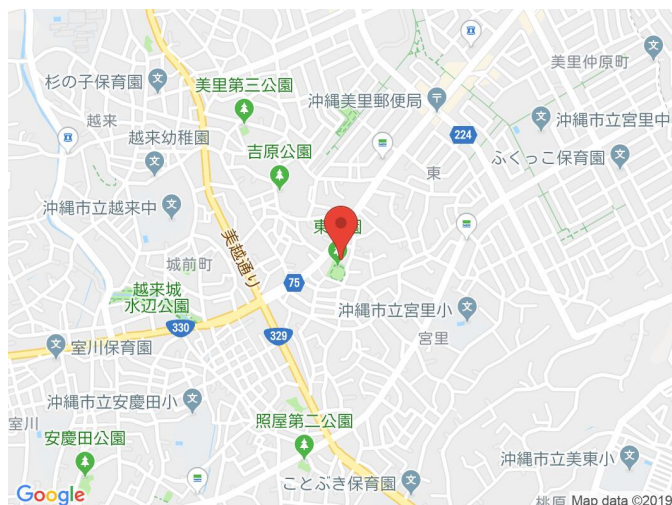 美里仲原町
杉の子保育園
美里第三公園
沖縄美里郵便局
越来
沖縄市立宮里中
224
越来幼稚園
吉原公園
ふくっこ保育園
東
沖縄市立越来中
美越通り
城前町
75
越来城
水辺公園
沖縄市立宮里小
330
329
室川保育園
宮里
沖縄市立安慶田小
照屋第二公園
室川
安慶田公園
沖縄市立美東小
ことぶき保育園
Google
桃原
Map data ©2019